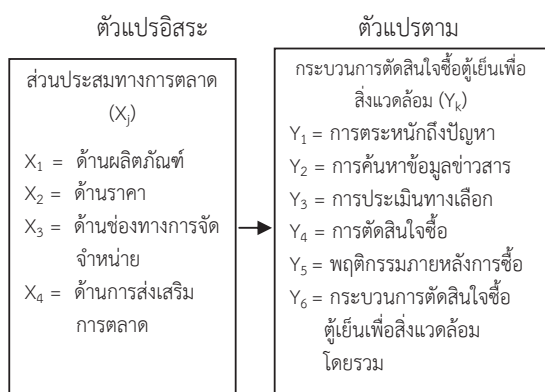 ตัวแปรอิสระ
ส่วนประสมทางการตลาด
(Xj)
X1 = ด้านผลิตภัณฑ์
X2 = ด้านราคา
X3 = ด้านช่องทางการจัด
จำหน่าย
X4 = ด้านการส่งเสริม
การตลาด
ตัวแปรตาม
กระบวนการตัดสินใจซื้อตู้เย็นเพื่อ
สิ่งแวดล้อม (Yk)
Y1 = การตระหนักถึงปัญหา
Y2 = การค้นหาข้อมูลข่าวสาร
Y3 = การประเมินทางเลือก
Y4 = การตัดสินใจซื้อ
Y5 = พฤติกรรมภายหลังการซื้อ
Y6 = กระบวนการตัดสินใจซื้อ
ตู้เย็นเพื่อสิ่งแวดล้อม
โดยรวม